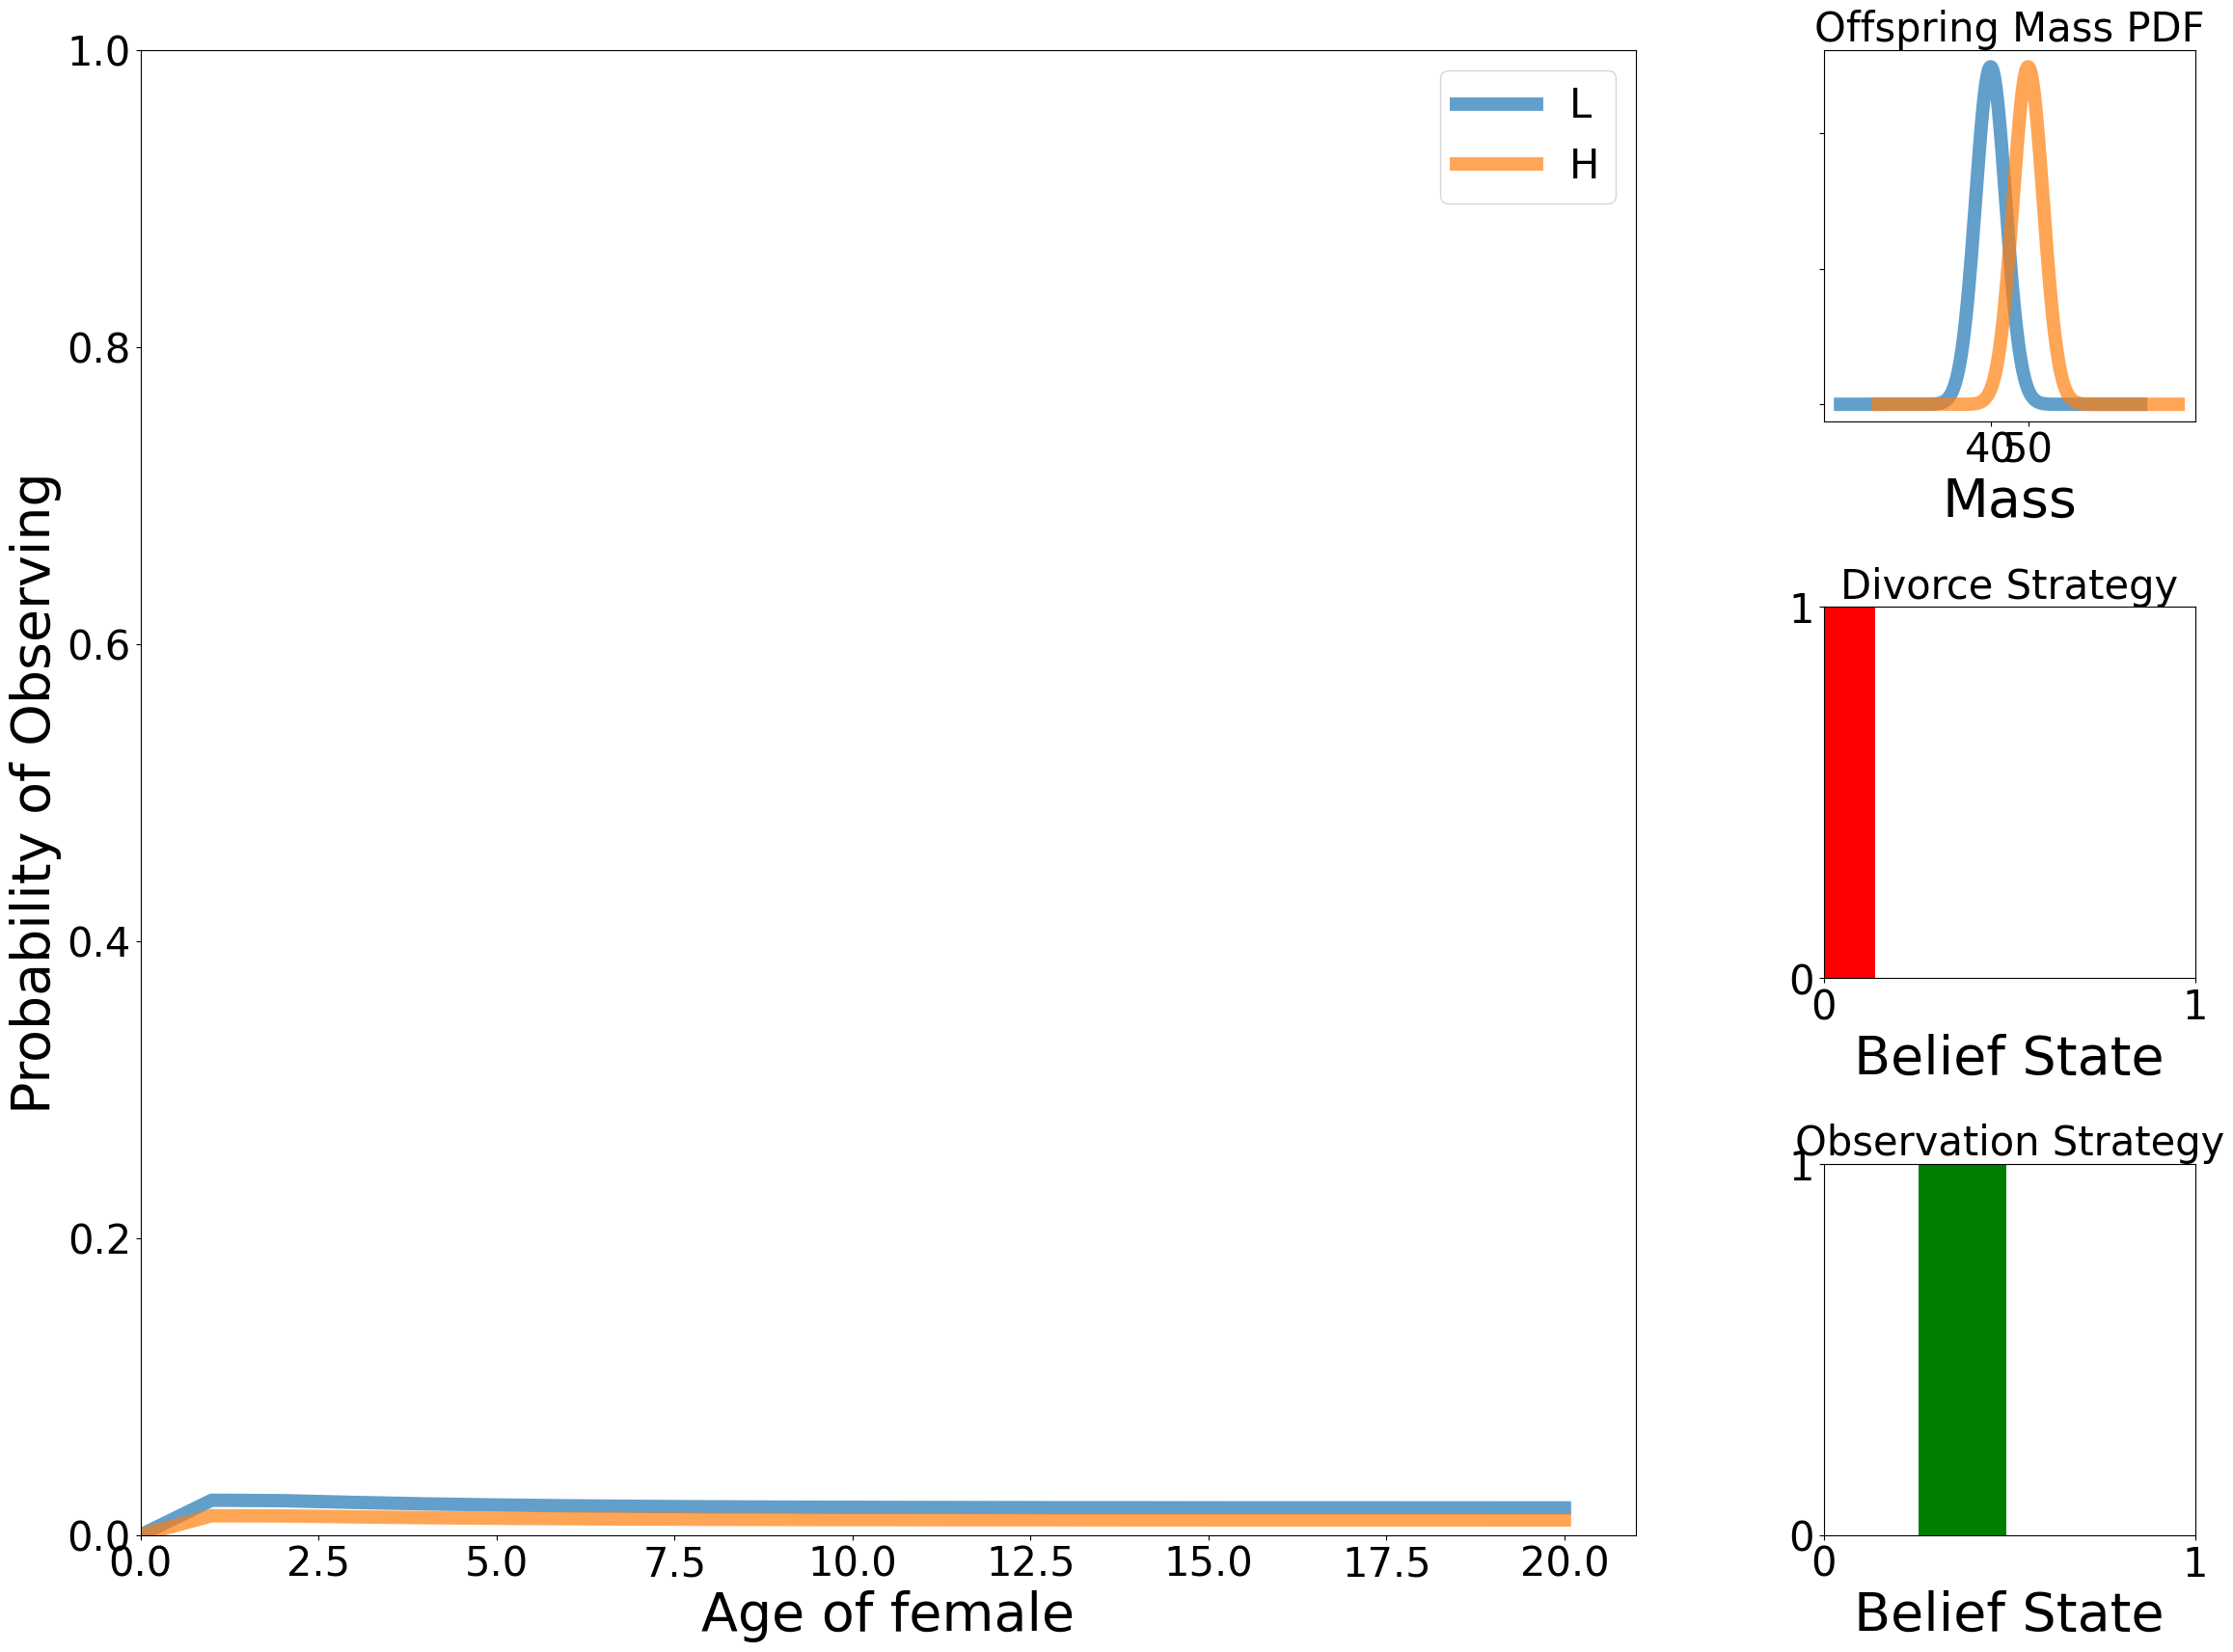 Probability of Observing
1.0
0.8
0.6
0.4
0.2
0.0
0.0 2.5 5.0 7.5 10.0 12.5 15.0 17.5 20.0
Age of female
L
H
Offspring Mass PDF
40 50
Mass
Divorce Strategy
1
0
0 1
Belief State
Observation Strategy
1
0
0 1
Belief State